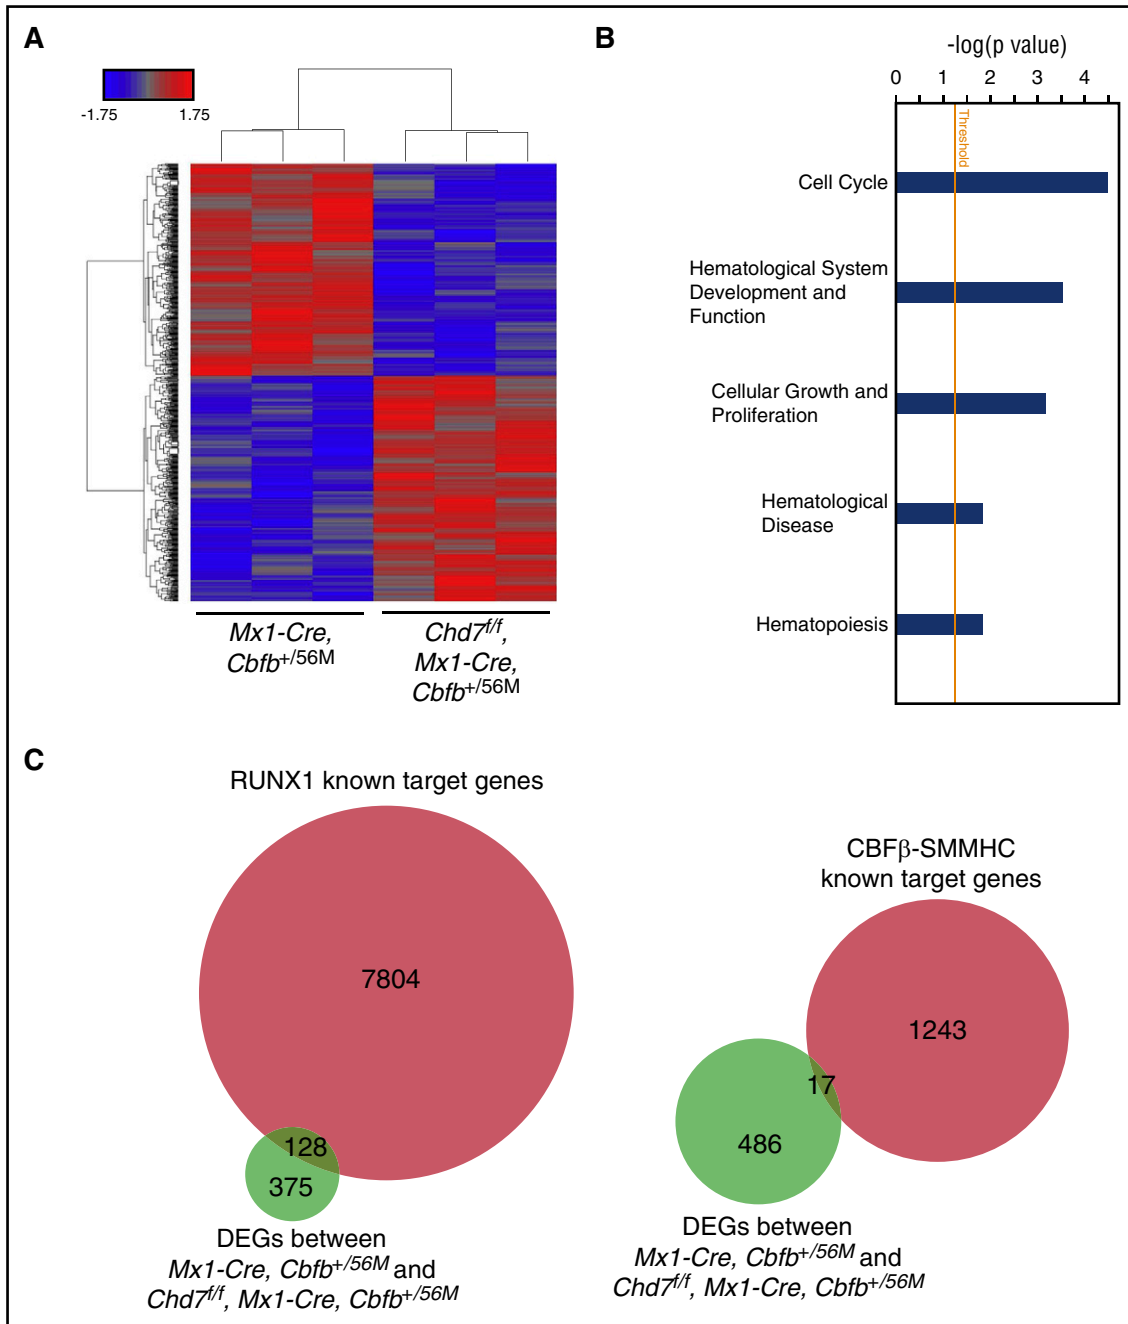 A
-1.75 1.75
Mx1-Cre,
Cbfb+/56M
Chd7f/f,
Mx1-Cre,
Cbfb+/56M
B
-log(p value)
0 1 2 3 4
Threshold
Cell Cycle
Hematological System
Development and
Function
Cellular Growth and
Proliferation
Hematological
Disease
Hematopoiesis
C
RUNX1 known target genes
7804
128
375
DEGs between
Mx1-Cre, Cbfb+/56M and
Chd7f/f, Mx1-Cre, Cbfb+/56M
CBFβ-SMMHC
known target genes
1243
17
486
DEGs between
Mx1-Cre, Cbfb+/56M and
Chd7f/f, Mx1-Cre, Cbfb+/56M